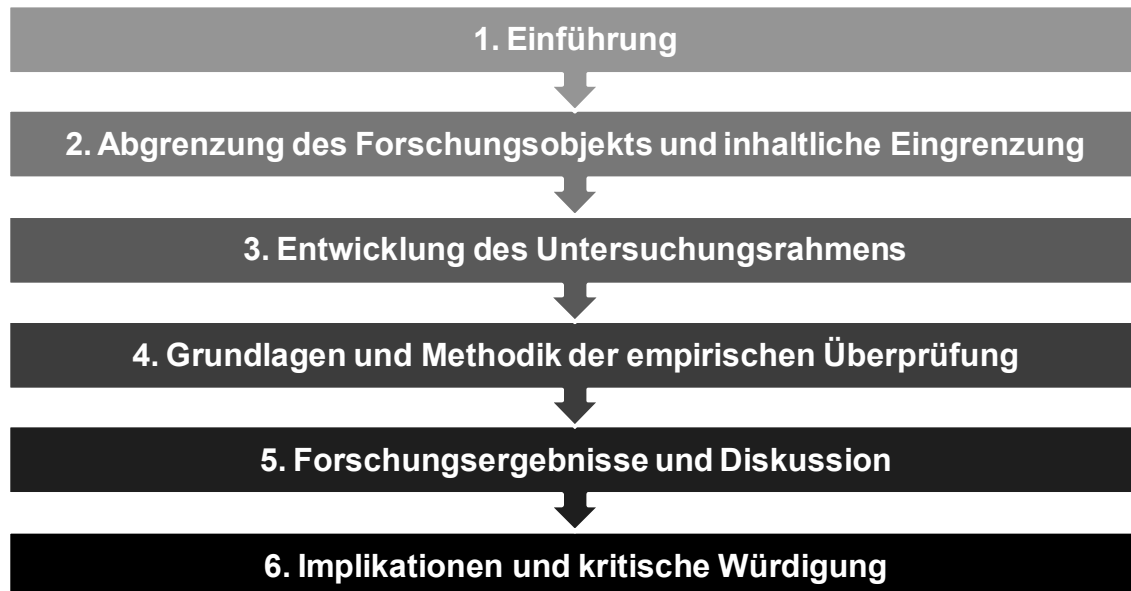 1. Einführung
2. Abgrenzung des Forschungsobjekts und inhaltliche Eingrenzung
3. Entwicklung des Untersuchungsrahmens
4. Grundlagen und Methodik der empirischen Überprüfung
5. Forschungsergebnisse und Diskussion
6. Implikationen und kritische Würdigung